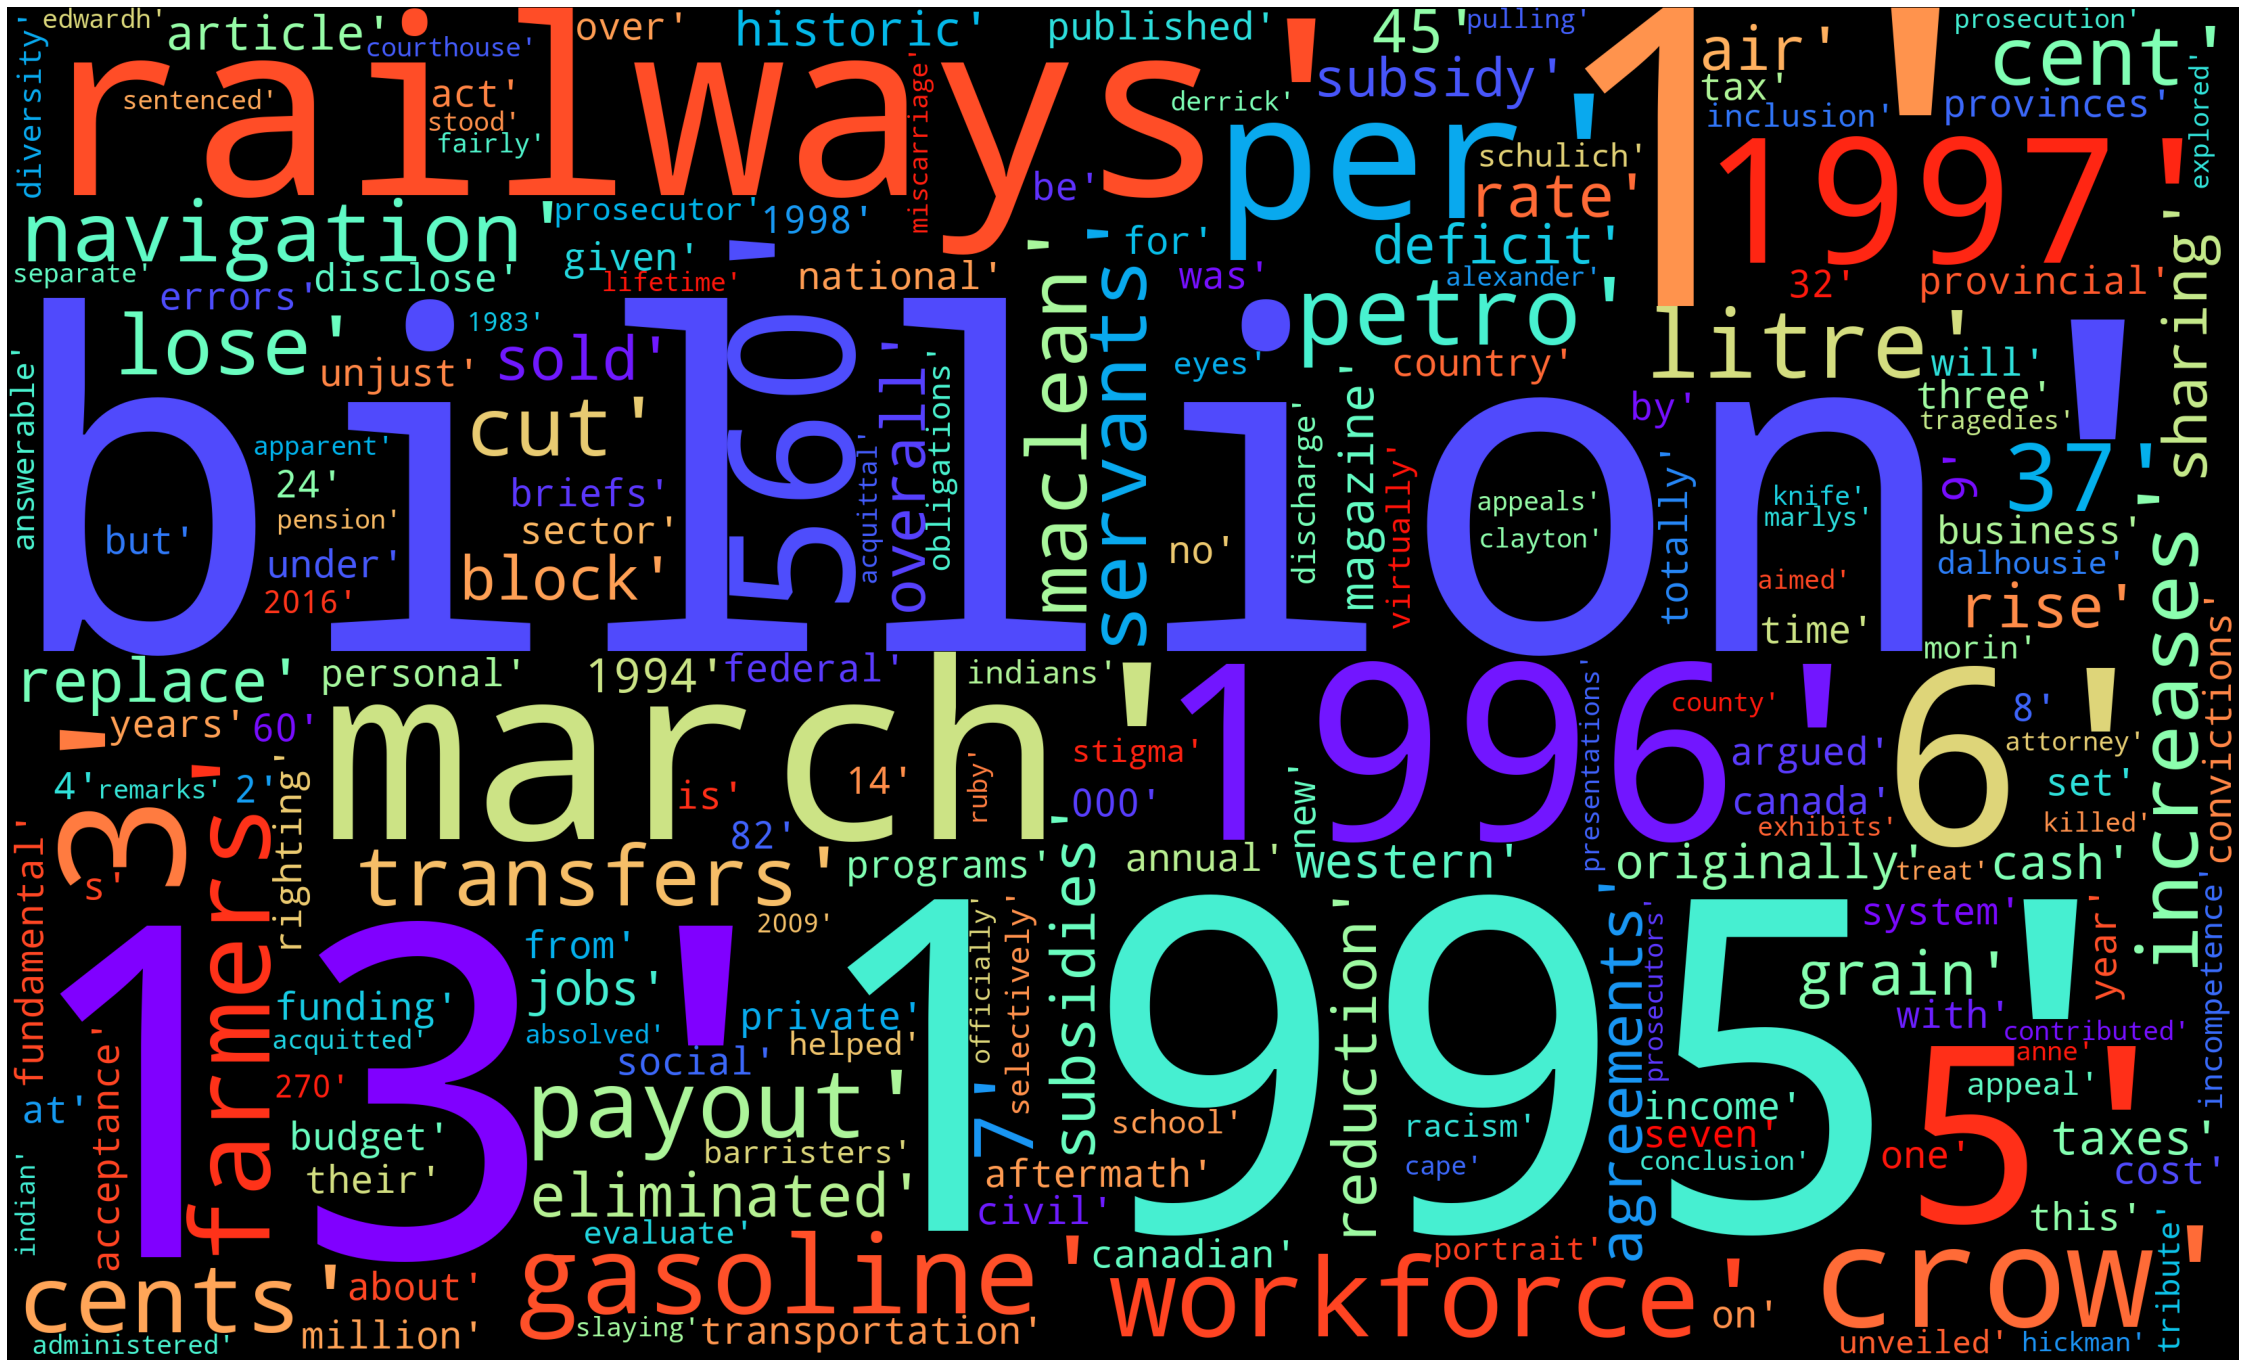 edwardh'
article'
courthouse'
over'
historic'
published'
45'
pulling'
air'
prosecution'
cent'
diversity'
railways'
sentenced'
act'
stood'
fairly'
miscarriage'
derrick'
subsidy'
1'
tax'
inclusion'
provinces'
explored'
per'
schulich'
rate'
1997'
navigation'
prosecutor'
1998'
be'
separate'
disclose'
given'
lifetime'
national'
for'
was'
deficit'
alexander'
32'
provincial'
sharing'
errors'
lose'
1983'
unjust'
sold'
560'
overall'
maclean'
servants'
eyes'
petro'
country'
litre'
will'
three'
tragedies'
answerable'
billion'
cut'
apparent'
24'
pension'
but'
under'
2016'
briefs'
sector'
block'
acquittal'
obligations'
no'
discharge'
magazine'
virtually'
appeals'
clayton'
by'
totally'
knife'
marlys'
aimed'
time'
9'
37'
business'
dalhousie'
rise'
morin'
increases'
convictions'
replace'
personal'
1994'
federal'
indians'
years'
60'
march'
stigma'
1996'
presentations'
county'
argued'
6'
8'
attorney'
3'
4'
remarks'
2'
righting'
is'
14'
ruby'
82'
000'
new'
canada'
exhibits'
set'
killed'
s'
farmers'
transfers'
programs'
subsidies'
annual'
western'
originally'
treat'
cash'
fundamental'
2009'
13'
from'
jobs'
officially'
selectively'
1995'
reduction'
agreements'
prosecutors'
system'
grain'
year'
incompetence'
funding'
acquitted'
absolved'
private'
helped'
social'
with'
contributed'
270'
at'
acceptance'
payout'
7'
school'
racism'
income'
seven'
5'
anne'
appeal'
budget'
their'
barristers'
aftermath'
cape'
conclusion'
one'
taxes'
cost'
indian'
eliminated'
civil'
evaluate'
this'
tribute'
cents'
about'
gasoline'
canadian'
portrait'
workforce'
on'
crow'
administered'
million'
slaying'
transportation'
unveiled'
hickman'